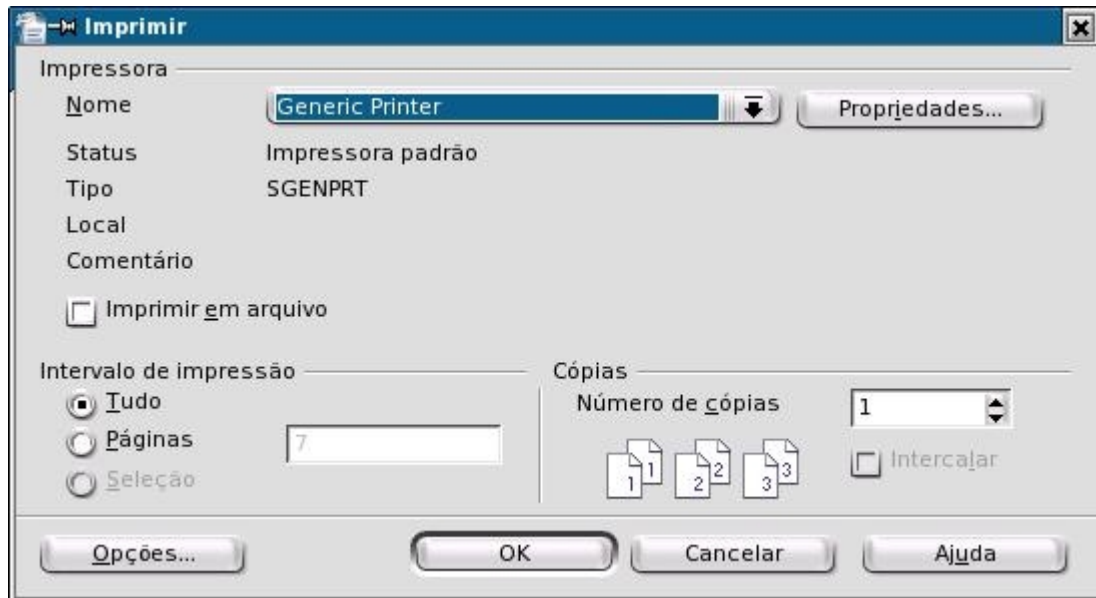 Imprimir
Impressora
Nome Generic Printer Propriedades...
Status Impressora padrão
Tipo SGENPRT
Local
Comentário
Imprimir em arquivo
Intervalo de impressão Cópias
Tudo Número de cópias 1
Páginas 7
Seleção
1 1 2 2 3 3 Intercalar
Opções... OK Cancelar Ajuda